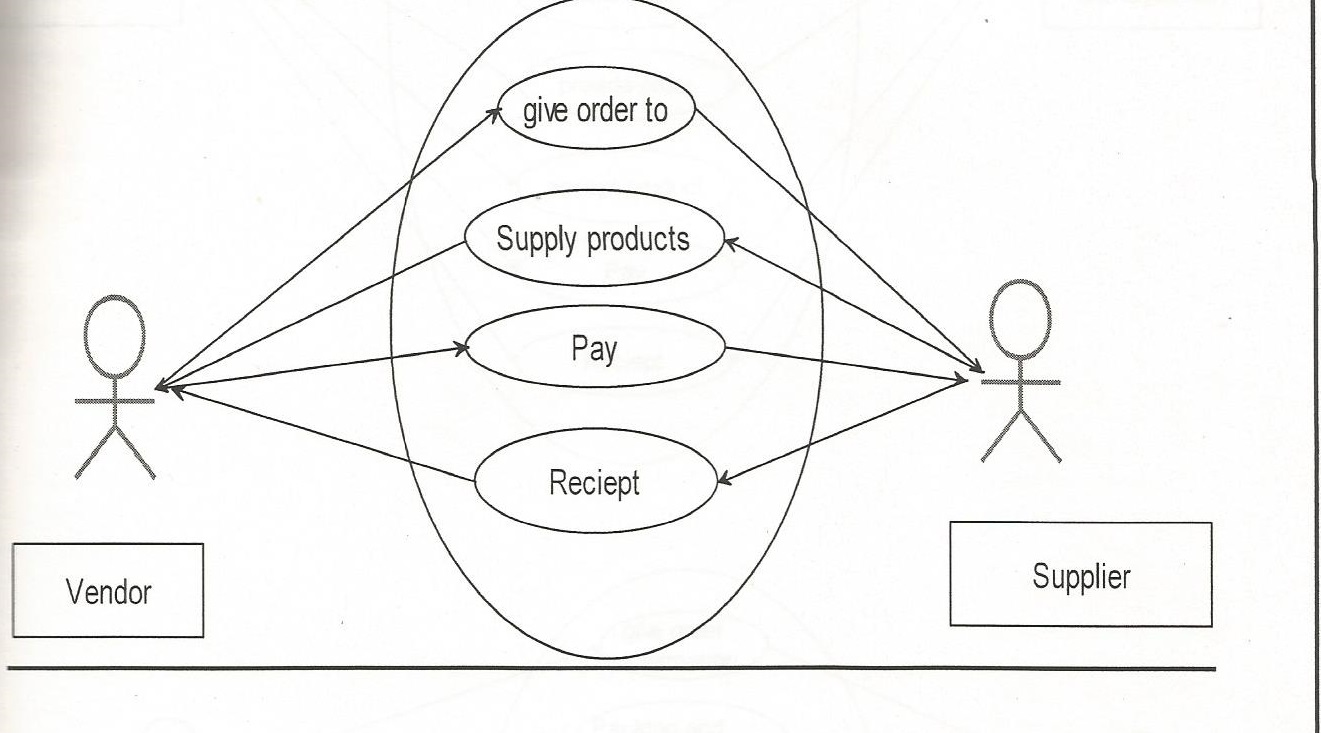 give order to
Supply products
Pay
Reciept
Vendor
Supplier